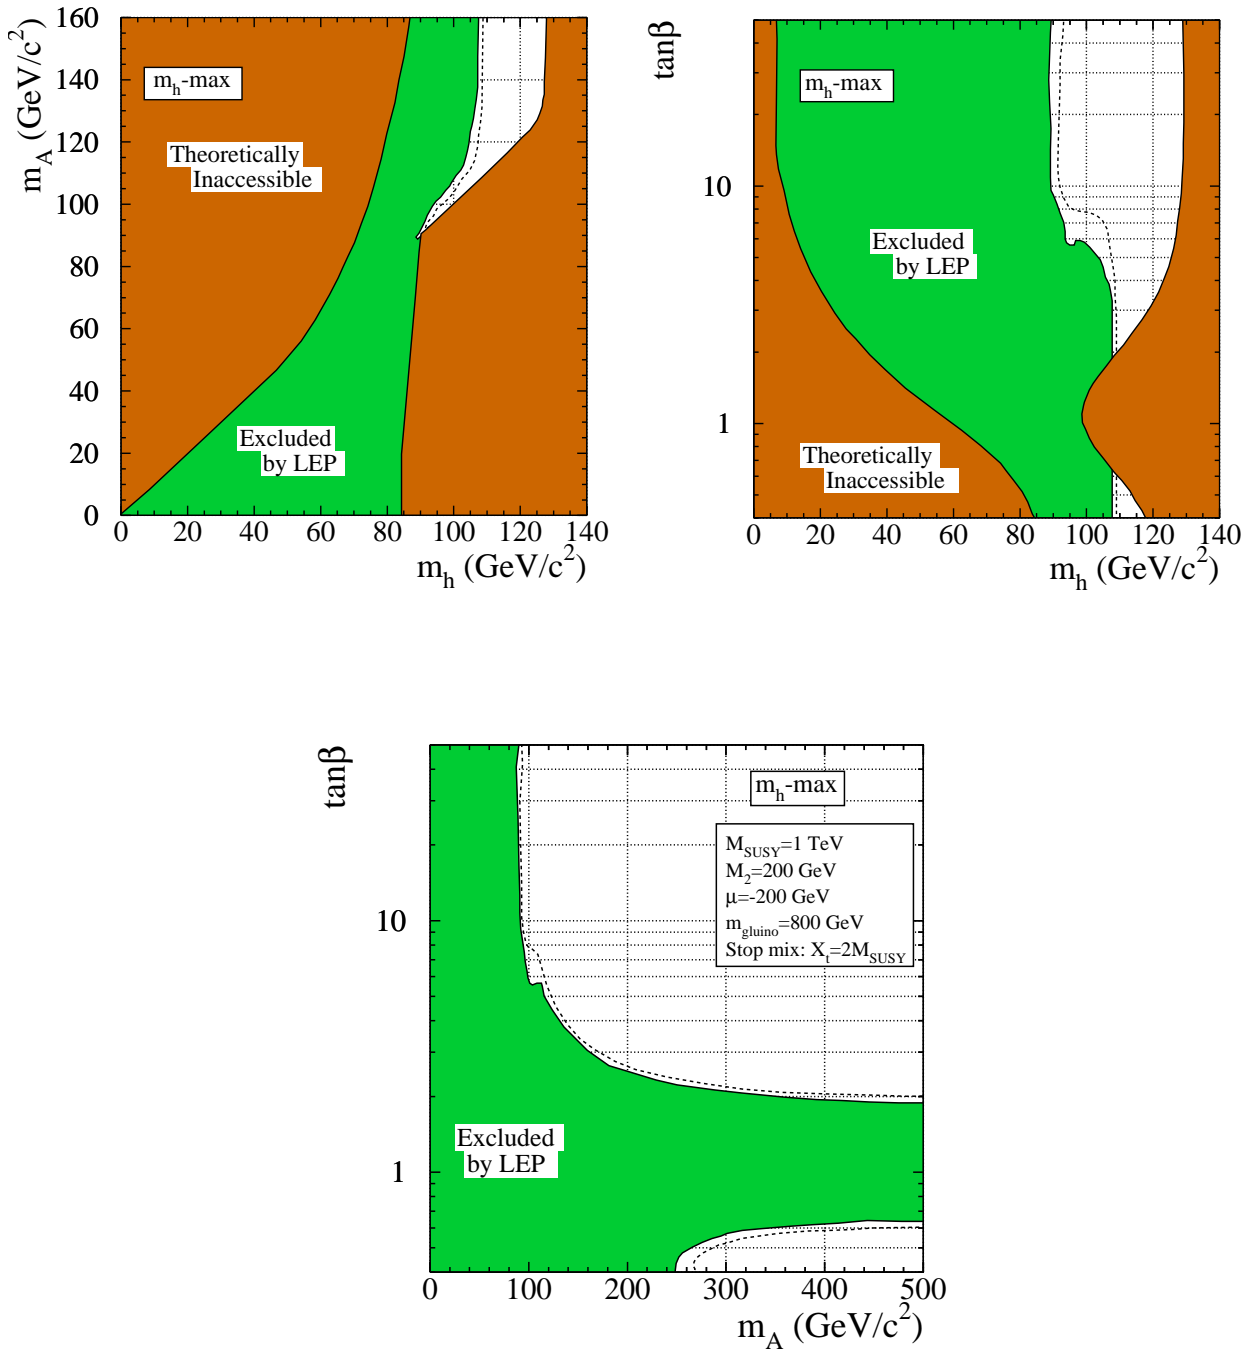 m_A (GeV/c²)
160
140
120
100
80
60
40
20
0
m_h-max
Theoretically
Inaccessible
Excluded
by LEP
0 20 40 60 80 100 120 140
m_h (GeV/c²)
tanβ
10
1
m_h-max
Excluded
by LEP
Theoretically
Inaccessible
0 20 40 60 80 100 120 140
m_h (GeV/c²)
tanβ
10
1
m_h-max
M_SUSY=1 TeV
M_2=200 GeV
μ=-200 GeV
m_gluino=800 GeV
Stop mix: X_t=2M_SUSY
Excluded
by LEP
0 100 200 300 400 500
m_A (GeV/c²)